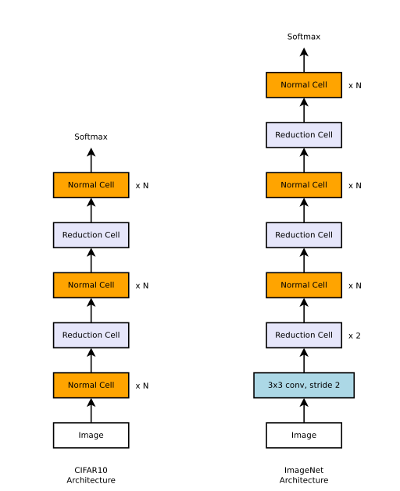 Softmax
Normal Cell x N
Reduction Cell
Normal Cell x N
Reduction Cell
Normal Cell x N
Image
CIFAR10
Architecture
Softmax
Normal Cell x N
Reduction Cell
Normal Cell x N
Reduction Cell
Normal Cell x N
Reduction Cell x 2
3x3 conv, stride 2
Image
ImageNet
Architecture